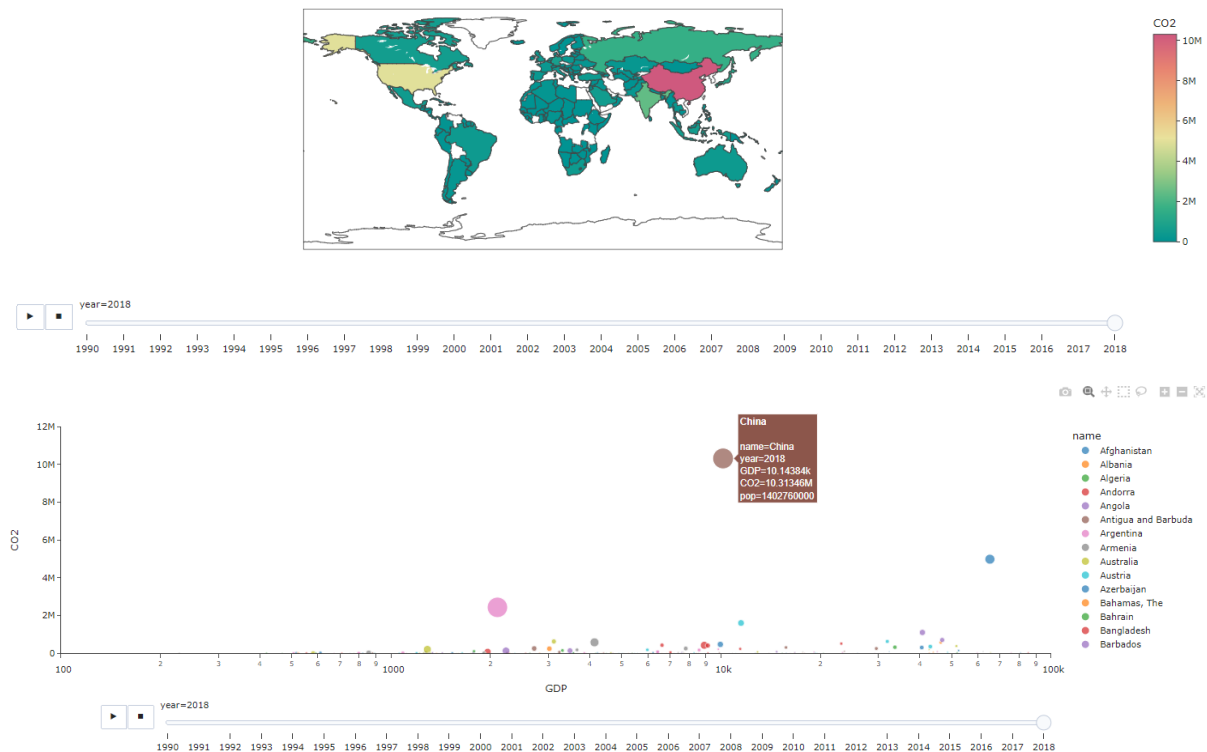 CO2
10M
8M
6M
4M
2M
0
year=2018
1990 1991 1992 1993 1994 1995 1996 1997 1998 1999 2000 2001 2002 2003 2004 2005 2006 2007 2008 2009 2010 2011 2012 2013 2014 2015 2016 2017 2018
12M
10M
8M
6M
4M
2M
0
CO2
China
name=China
year=2018
GDP=10.14384k
CO2=10.31346M
pop=1402760000
name
Afghanistan
Albania
Algeria
Andorra
Angola
Antigua and Barbuda
Argentina
Armenia
Australia
Austria
Azerbaijan
Bahamas, The
Bahrain
Bangladesh
Barbados
100 2 3 4 5 6 7 8 9 1000 2 3 4 5 6 7 8 9 10k 2 3 4 5 6 7 8 9 100k
GDP
year=2018
1990 1991 1992 1993 1994 1995 1996 1997 1998 1999 2000 2001 2002 2003 2004 2005 2006 2007 2008 2009 2010 2011 2012 2013 2014 2015 2016 2017 2018